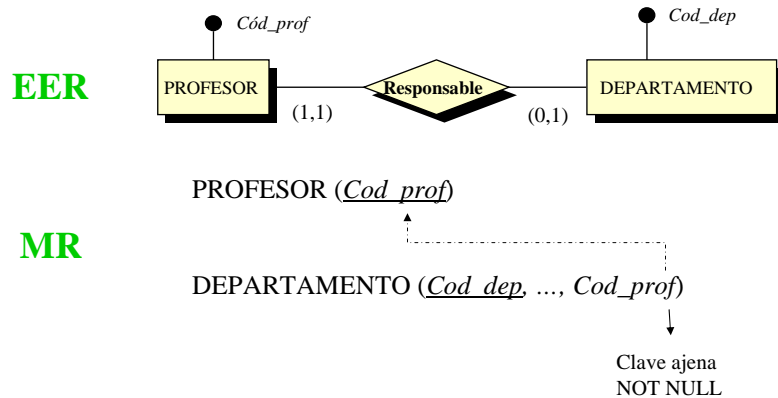 Cód_prof
Cod_dep
EER
PROFESOR
Responsable
DEPARTAMENTO
(1,1)
(0,1)
PROFESOR (Cod_prof)
MR
DEPARTAMENTO (Cod_dep, ..., Cod_prof)
Clave ajena
NOT NULL